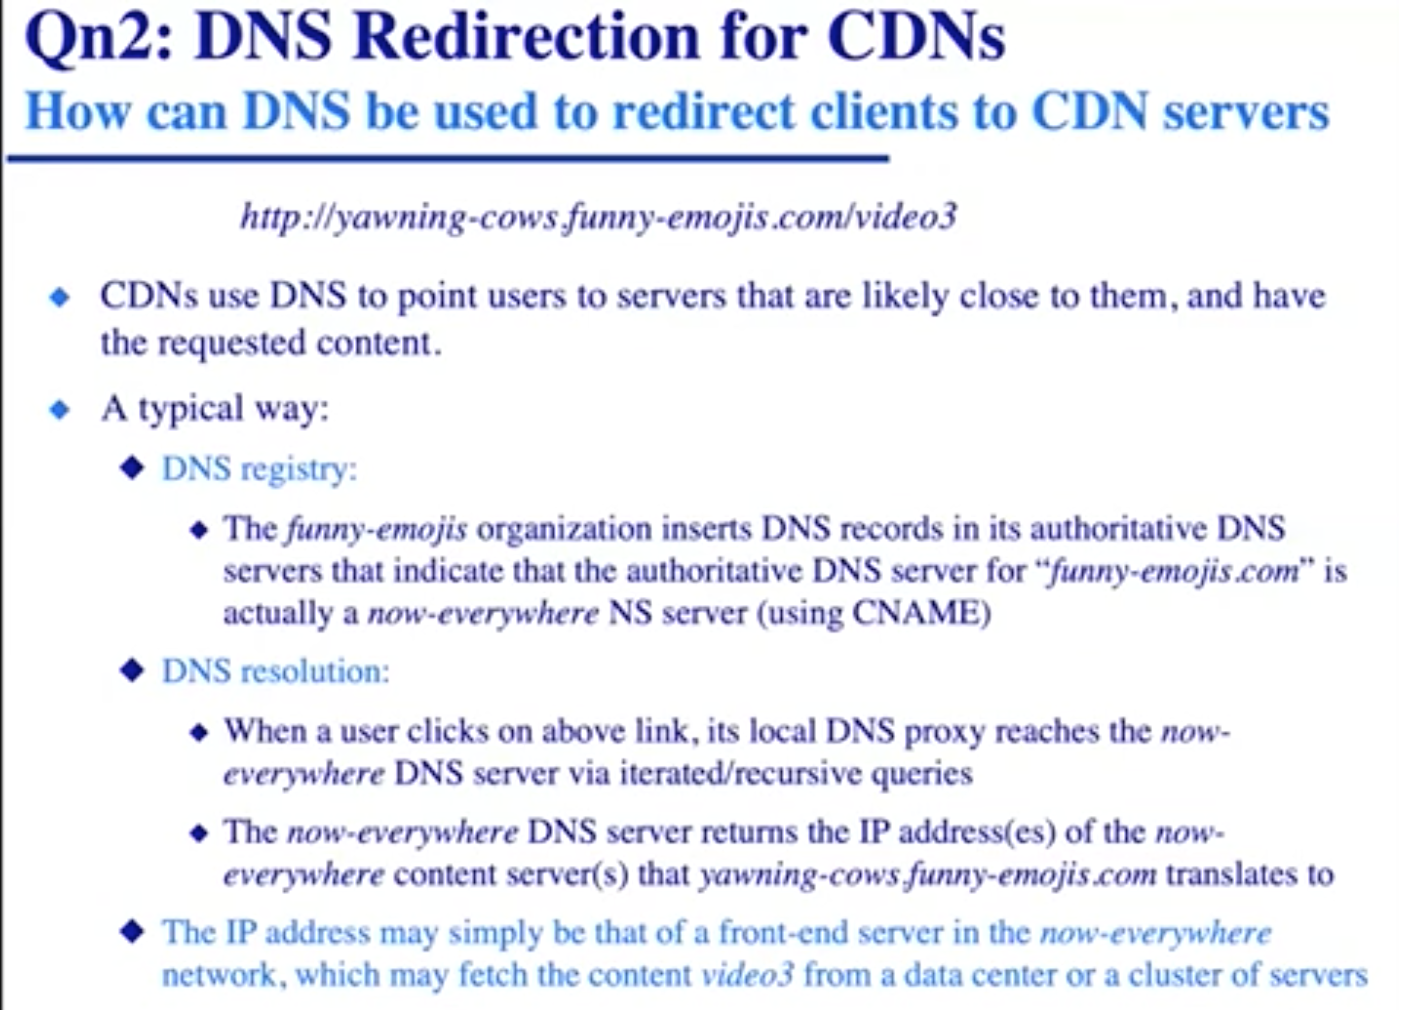 Qn2: DNS Redirection for CDNs
How can DNS be used to redirect clients to CDN servers
http://yawning-cows.funny-emojis.com/video3
CDNs use DNS to point users to servers that are likely close to them, and have
the requested content.
A typical way:
DNS registry:
The funny-emojis organization inserts DNS records in its authoritative DNS
servers that indicate that the authoritative DNS server for “funny-emojis.com” is
actually a now-everywhere NS server (using CNAME)
DNS resolution:
When a user clicks on above link, its local DNS proxy reaches the now-
everywhere DNS server via iterated/recursive queries
The now-everywhere DNS server returns the IP address(es) of the now-
everywhere content server(s) that yawning-cows.funny-emojis.com translates to
The IP address may simply be that of a front-end server in the now-everywhere
network, which may fetch the content video3 from a data center or a cluster of servers